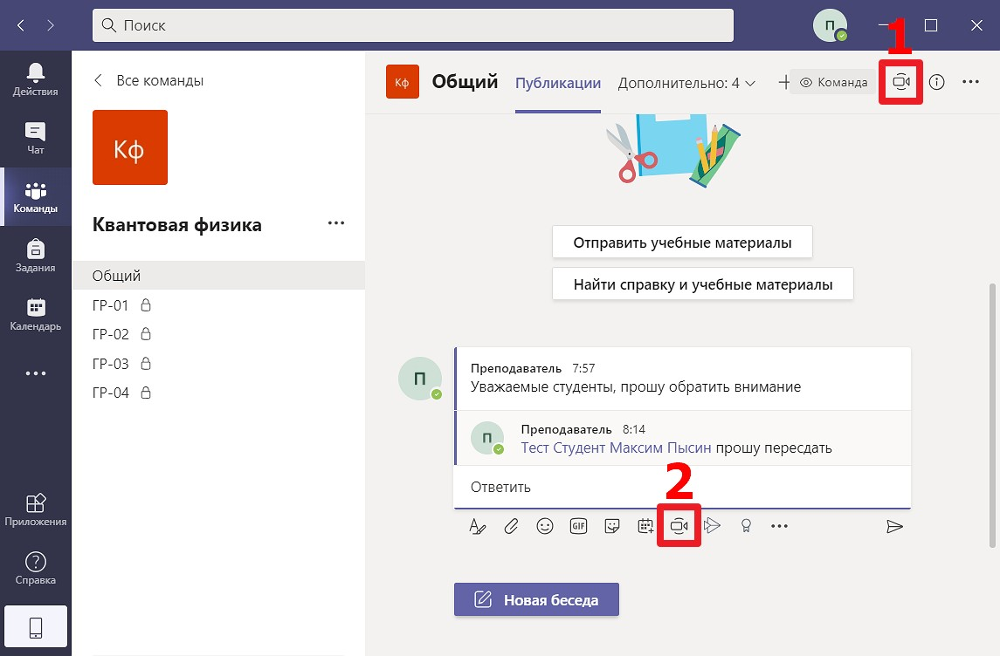 Поиск
П
1
Действия
Чат
Команды
Задания
Календарь
Приложения
Справка
Все команды
Кф
Квантовая физика
Общий
ГР-01
ГР-02
ГР-03
ГР-04
Кф Общий Публикации Дополнительно: 4 Команда
Отправить учебные материалы
Найти справку и учебные материалы
П
Преподаватель 7:57
Уважаемые студенты, прошу обратить внимание
П
Преподаватель 8:14
Тест Студент Максим Пысин прошу пересдать
Ответить
2
GIF
Новая беседа